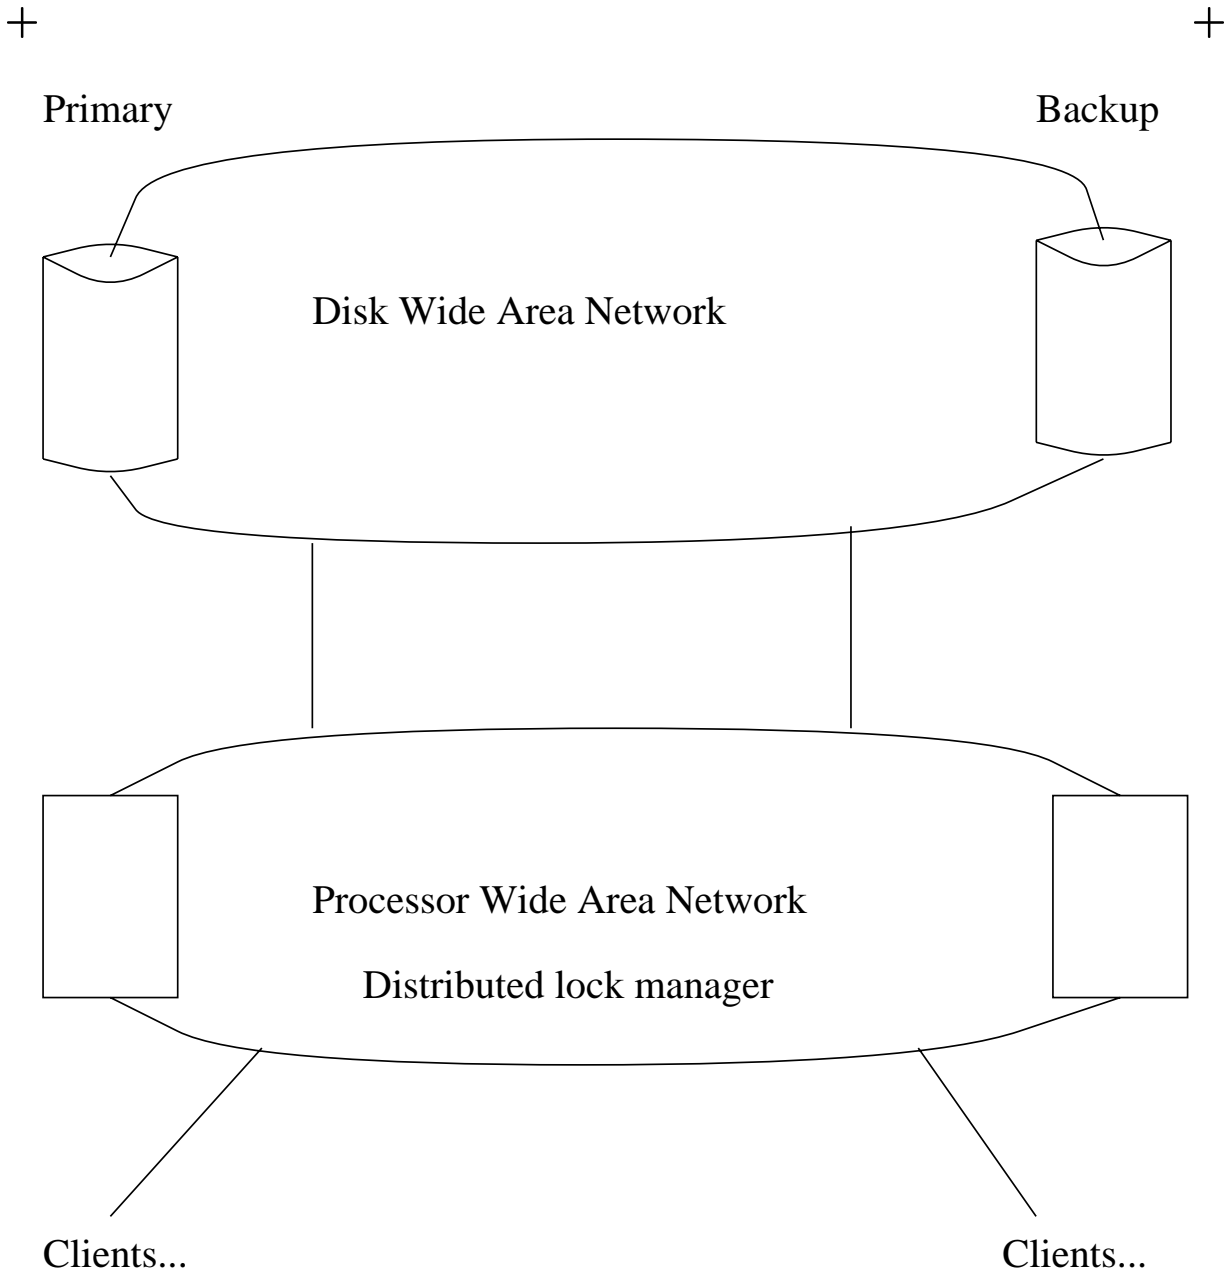 Primary
Backup
Disk Wide Area Network
Processor Wide Area Network
Distributed lock manager
Clients...
Clients...